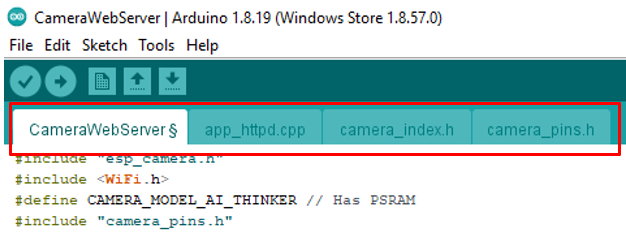 CameraWebServer | Arduino 1.8.19 (Windows Store 1.8.57.0)
File Edit Sketch Tools Help
CameraWebServer § app_httpd.cpp camera_index.h camera_pins.h
#include "esp_camera.h"
#include <WiFi.h>
#define CAMERA_MODEL_AI_THINKER // Has PSRAM
#include "camera_pins.h"